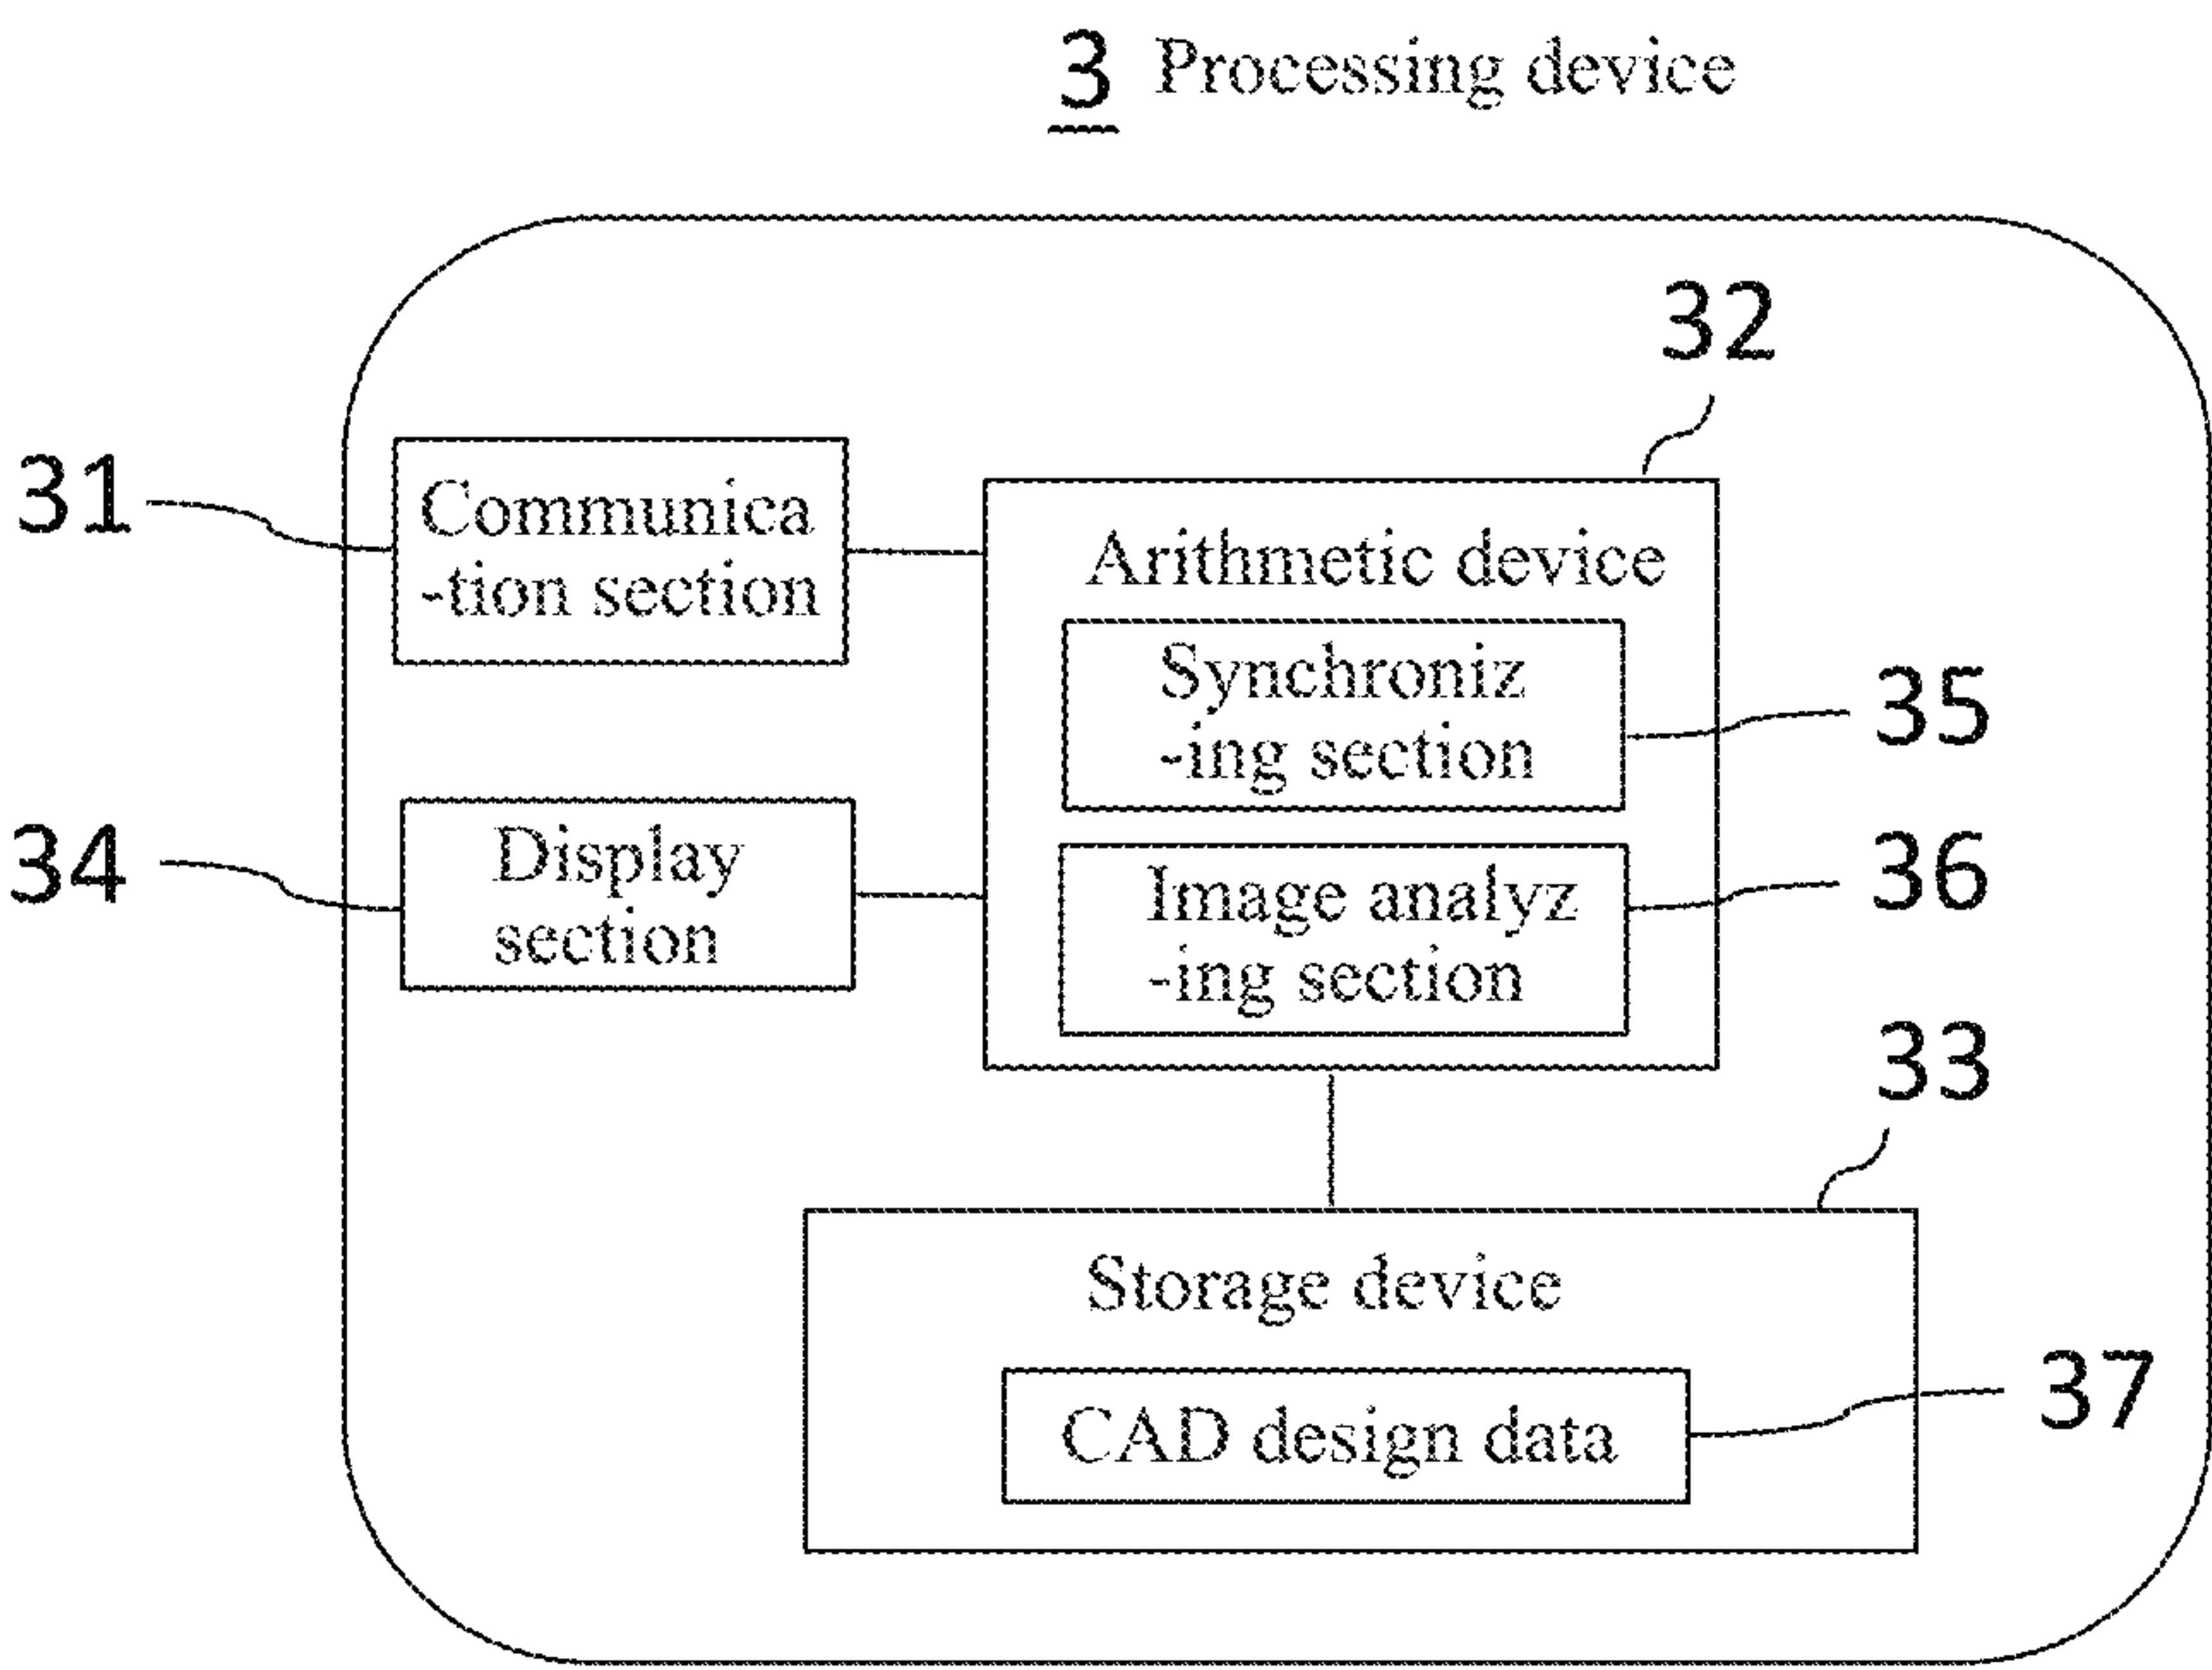 3 Processing device
32
31
Communica
-tion section
Arithmetic device
Synchroniz
-ing section
35
34
Display
section
Image analyz
-ing section
36
33
Storage device
CAD design data
37